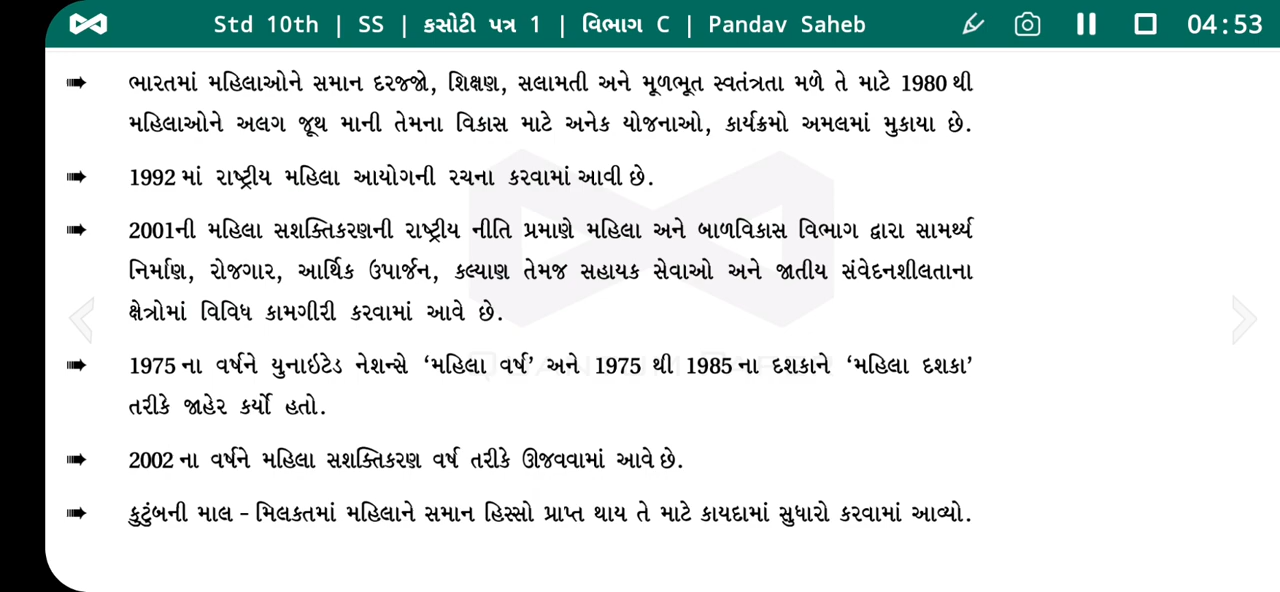 Std 10th | SS | કસોટી પત્ર 1 | વિભાગ C | Pandav Saheb
04:53
➠ ભારતમાં મહિલાઓને સમાન દરજ્જો, શિક્ષણ, સલામતી અને મૂળભૂત સ્વતંત્રતા મળે તે માટે 1980 થી
મહિલાઓને અલગ જૂથ માની તેમના વિકાસ માટે અનેક યોજનાઓ, કાર્યક્રમો અમલમાં મુકાયા છે.
➠ 1992 માં રાષ્ટ્રીય મહિલા આયોગની રચના કરવામાં આવી છે.
➠ 2001ની મહિલા સશક્તિકરણની રાષ્ટ્રીય નીતિ પ્રમાણે મહિલા અને બાળવિકાસ વિભાગ દ્વારા સામર્થ્ય
નિર્માણ, રોજગાર, આર્થિક ઉપાર્જન, કલ્યાણ તેમજ સહાયક સેવાઓ અને જાતીય સંવેદનશીલતાના
ક્ષેત્રોમાં વિવિધ કામગીરી કરવામાં આવે છે.
➠ 1975 ના વર્ષને યુનાઇટેડ નેશન્સે ‘મહિલા વર્ષ’ અને 1975 થી 1985 ના દશકાને ‘મહિલા દશકા’
તરીકે જાહેર કર્યો હતો.
➠ 2002 ના વર્ષને મહિલા સશક્તિકરણ વર્ષ તરીકે ઊજવવામાં આવે છે.
➠ કુટુંબની માલ - મિલકતમાં મહિલાને સમાન હિસ્સો પ્રાપ્ત થાય તે માટે કાયદામાં સુધારો કરવામાં આવ્યો.